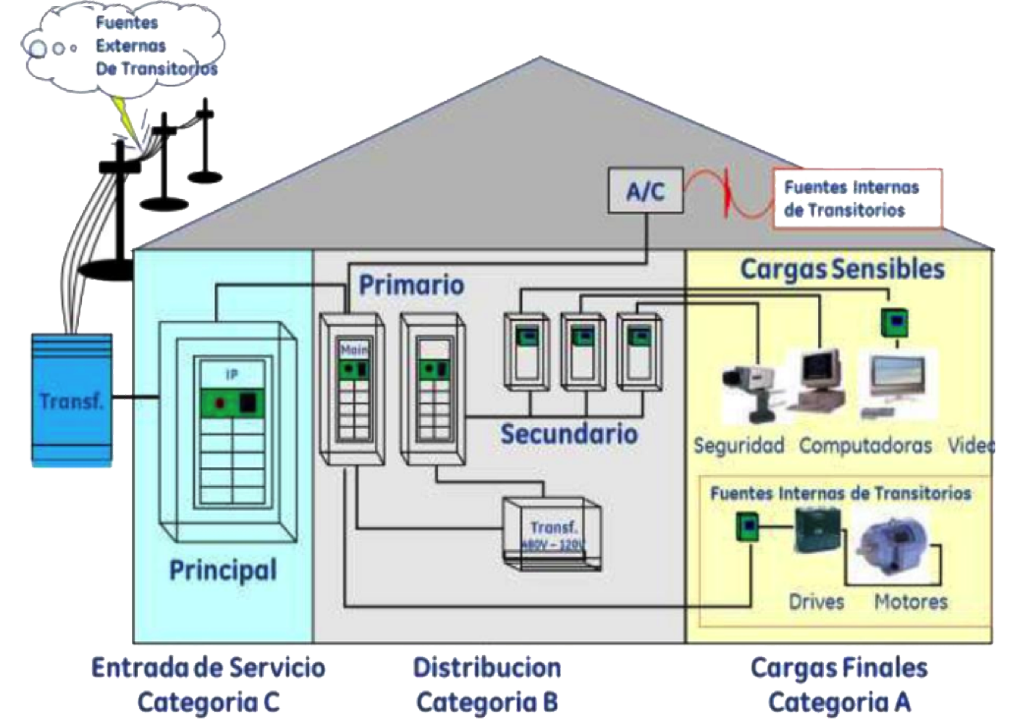 Fuentes
Externas
De Transitorios
A/C
Fuentes Internas
de Transitorios
Primario
Cargas Sensibles
Main
IP
Transf.
Secundario
Seguridad Computadoras Video
Fuentes Internas de Transitorios
Transf.
480V - 120V
Principal
Drives Motores
Entrada de Servicio
Categoria C
Distribucion
Categoria B
Cargas Finales
Categoria A